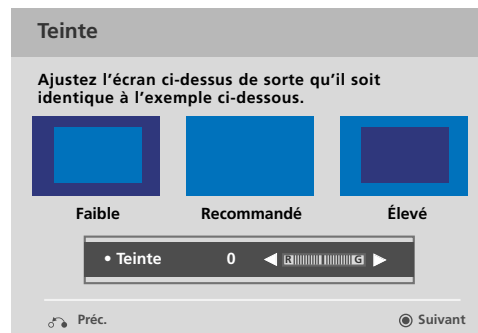 Teinte
Ajustez l'écran ci-dessus de sorte qu'il soit
identique à l'exemple ci-dessous.
Faible Recommandé Élevé
• Teinte 0 R G
Préc. Suivant